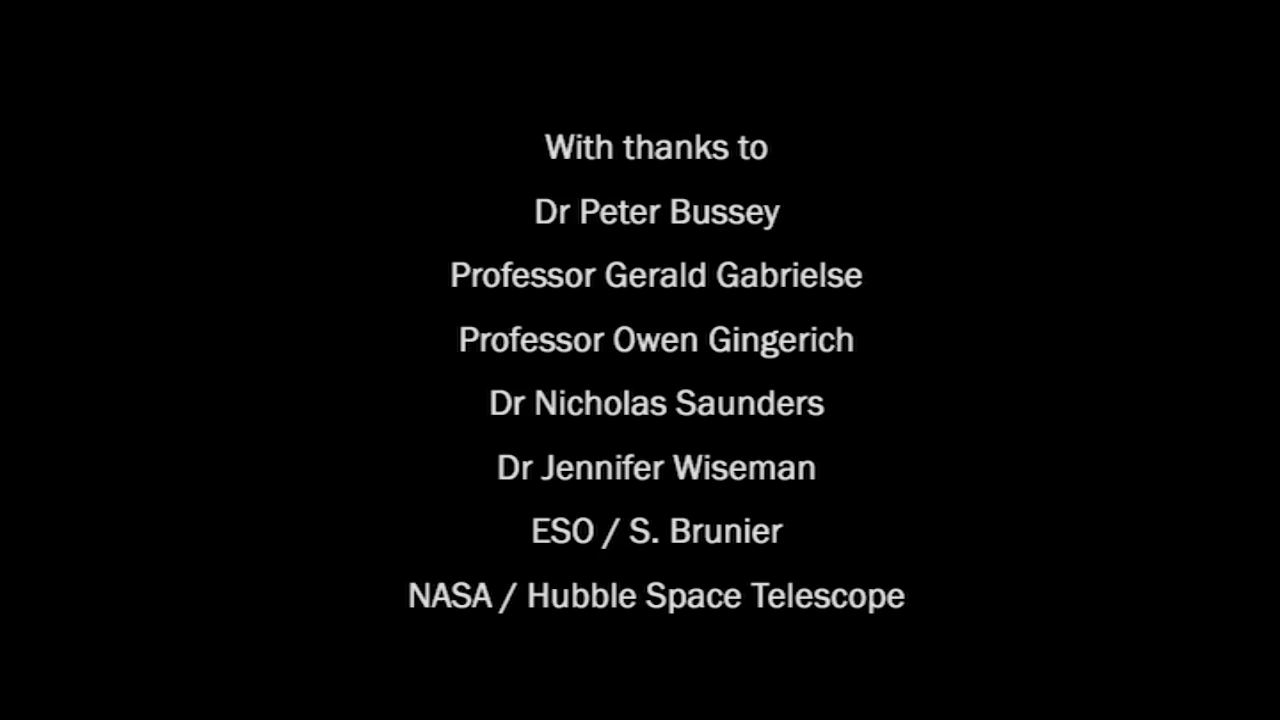 With thanks to
Dr Peter Bussey
Professor Gerald Gabrielse
Professor Owen Gingerich
Dr Nicholas Saunders
Dr Jennifer Wiseman
ESO / S. Brunier
NASA / Hubble Space Telescope